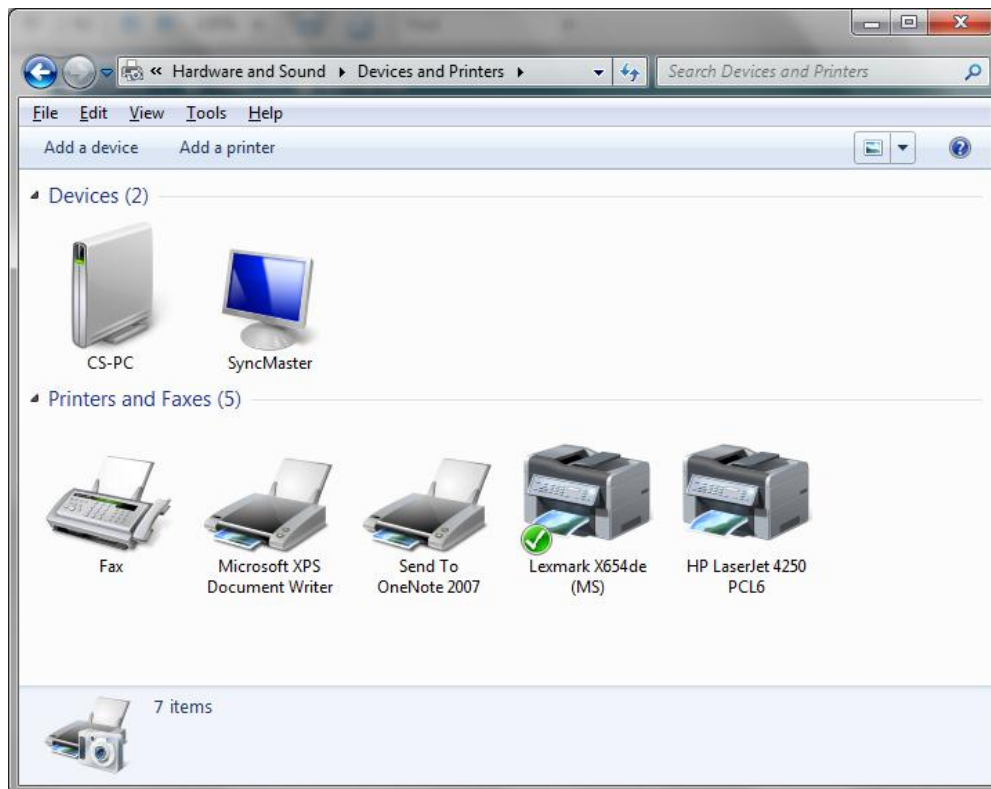 « Hardware and Sound ▸ Devices and Printers ▸ Search Devices and Printers
File Edit View Tools Help
Add a device Add a printer
Devices (2)
CS-PC SyncMaster
Printers and Faxes (5)
Fax Microsoft XPS Send To Lexmark X654de HP LaserJet 4250
Document Writer OneNote 2007 (MS) PCL6
7 items